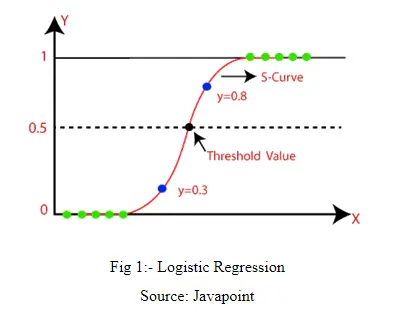 Y
1
S-Curve
y=0.8
0.5
Threshold Value
y=0.3
0
X
Fig 1:- Logistic Regression
Source: Javapoint